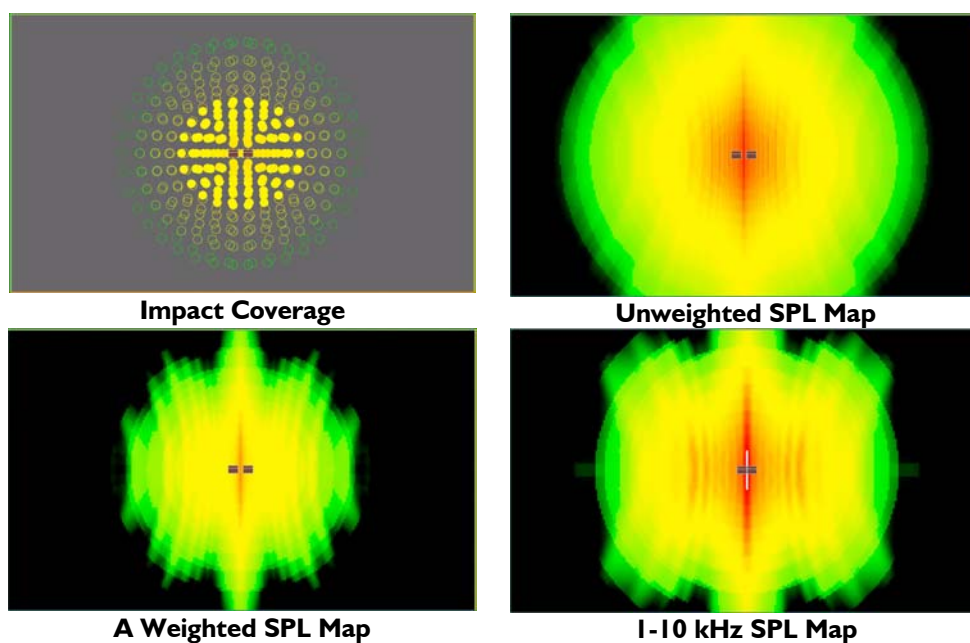 Impact Coverage
Unweighted SPL Map
A Weighted SPL Map
1-10 kHz SPL Map